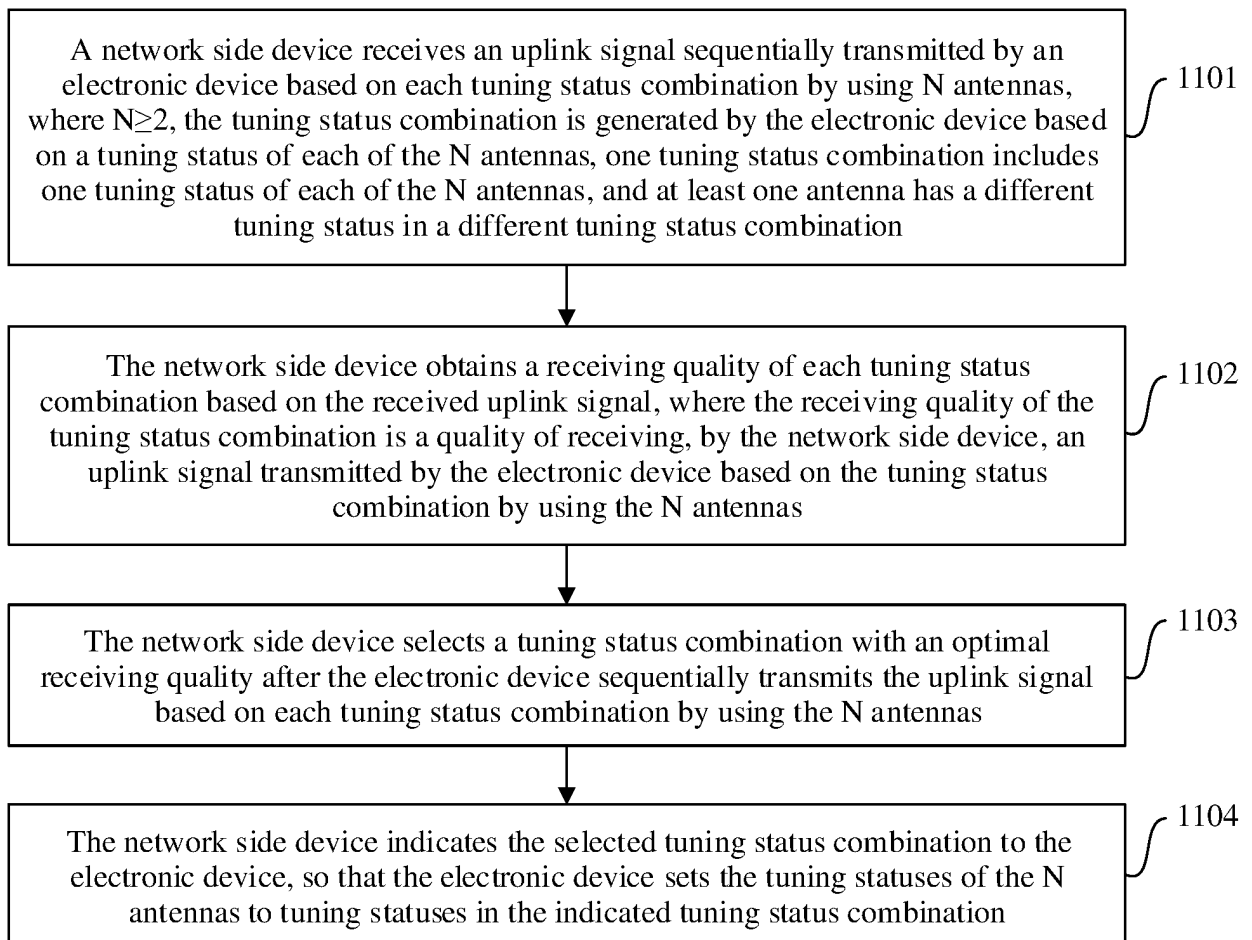 A network side device receives an uplink signal sequentially transmitted by an
electronic device based on each tuning status combination by using N antennas,
where N≥2, the tuning status combination is generated by the electronic device based
on a tuning status of each of the N antennas, one tuning status combination includes
one tuning status of each of the N antennas, and at least one antenna has a different
tuning status in a different tuning status combination
1101
The network side device obtains a receiving quality of each tuning status
combination based on the received uplink signal, where the receiving quality of the
tuning status combination is a quality of receiving, by the network side device, an
uplink signal transmitted by the electronic device based on the tuning status
combination by using the N antennas
1102
The network side device selects a tuning status combination with an optimal
receiving quality after the electronic device sequentially transmits the uplink signal
based on each tuning status combination by using the N antennas
1103
The network side device indicates the selected tuning status combination to the
electronic device, so that the electronic device sets the tuning statuses of the N
antennas to tuning statuses in the indicated tuning status combination
1104